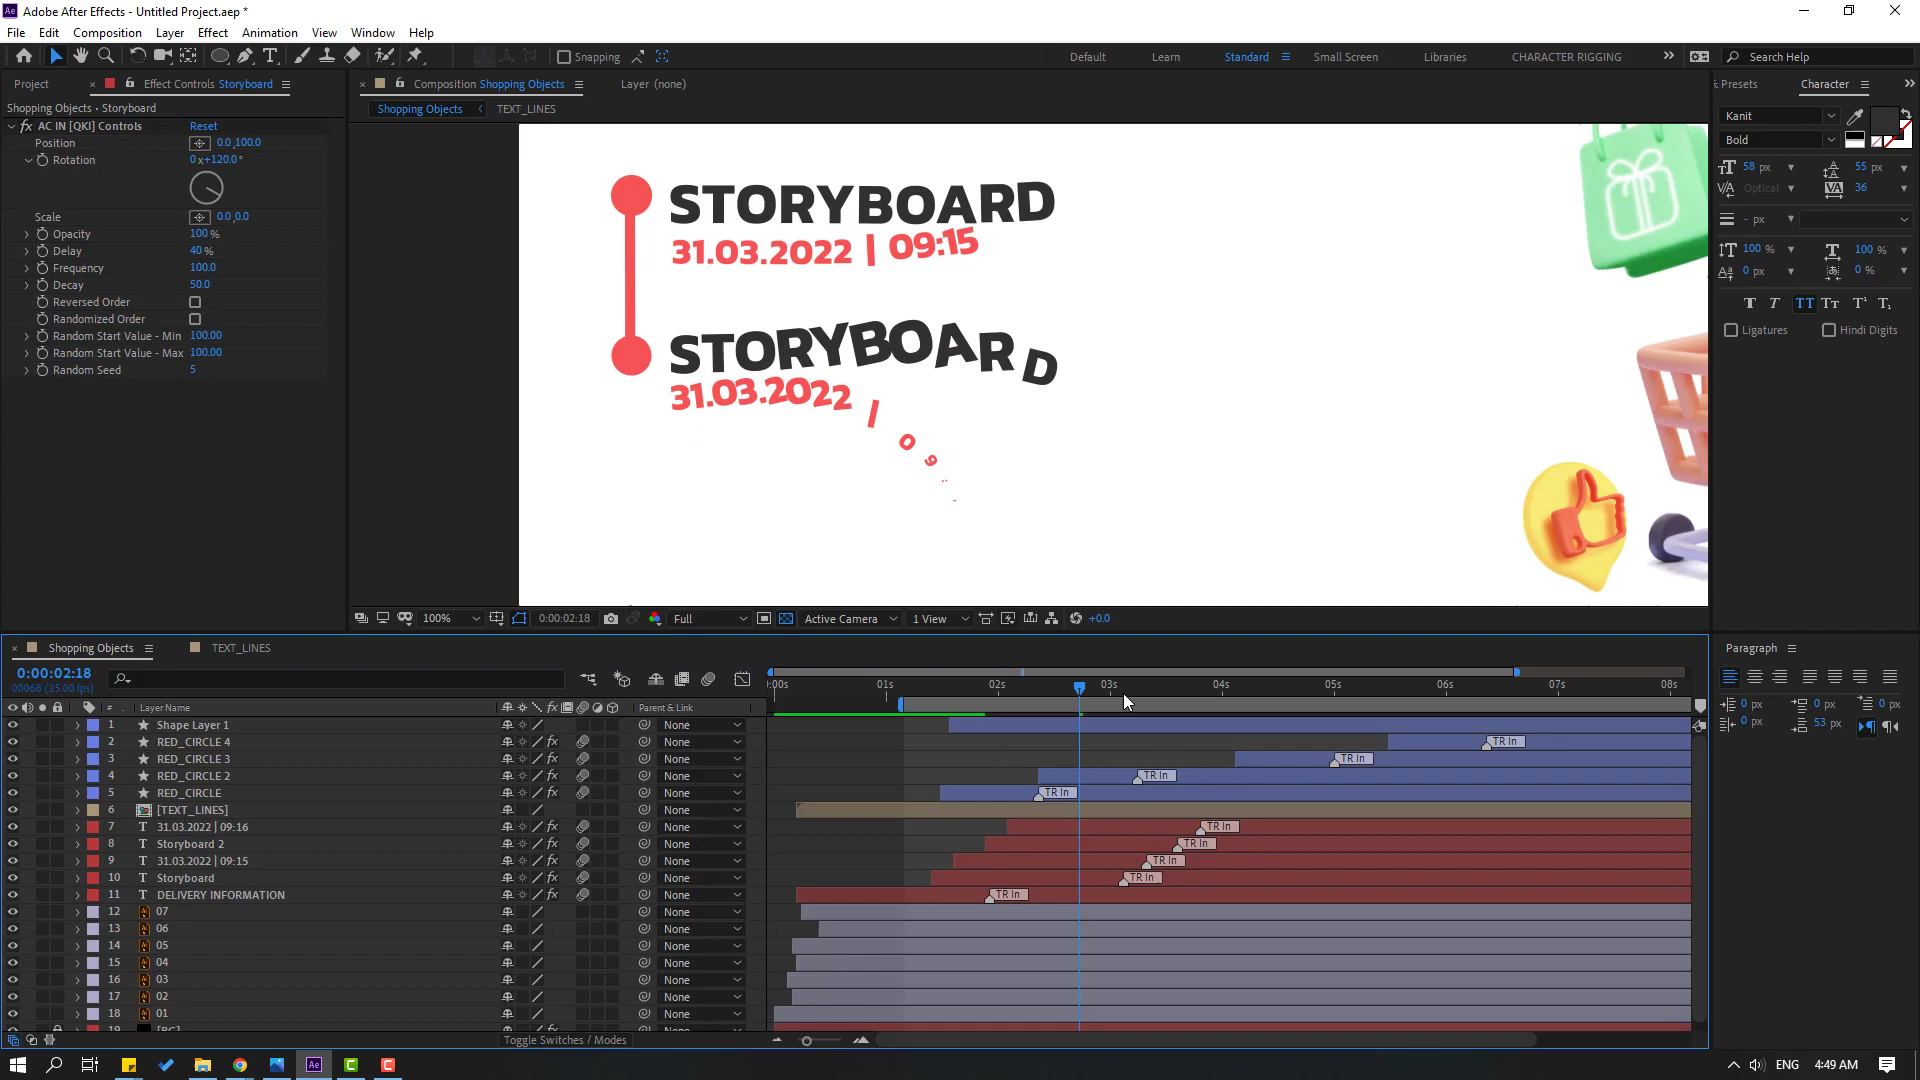 Adobe After Effects - Untitled Project.aep *
File Edit Composition Layer Effect Animation View Window Help
Snapping
Default Learn Standard Small Screen Libraries CHARACTER RIGGING Search Help
Project Effect Controls Storyboard
Shopping Objects • Storyboard
fx AC IN [QKI] Controls Reset
Position 0.0,100.0
Rotation 0x+120.0°
Scale 0.0,0.0
Opacity 100 %
Delay 40 %
Frequency 100.0
Decay 50.0
Reversed Order
Randomized Order
Random Start Value - Min 100.00
Random Start Value - Max 100.00
Random Seed 5
Composition Shopping Objects Layer (none)
Shopping Objects TEXT_LINES
STORYBOARD
31.03.2022 | 09:15
STORYBOARD
31.03.2022 | 09:
100% 0:00:02:18 Full Active Camera 1 View +0.0
Presets Character
Kanit
Bold
58 px 55 px
Optical 36
- px
100 % 100 %
0 px 0 %
Ligatures Hindi Digits
Paragraph
0 px 0 px 0 px
0 px 53 px
Shopping Objects TEXT_LINES
0:00:02:18
00068 (25.00 fps)
:00s 01s 02s 03s 04s 05s 06s 07s 08s
# Layer Name Parent & Link
1 Shape Layer 1 None
2 RED_CIRCLE 4 None TR In
3 RED_CIRCLE 3 None TR In
4 RED_CIRCLE 2 None TR In
5 RED_CIRCLE None TR In
6 [TEXT_LINES] None
7 31.03.2022 | 09:16 None TR In
8 Storyboard 2 None TR In
9 31.03.2022 | 09:15 None TR In
10 Storyboard None TR In
11 DELIVERY INFORMATION None TR In
12 07 None
13 06 None
14 05 None
15 04 None
16 03 None
17 02 None
18 01 None
19 [BG] None
Toggle Switches / Modes
ENG 4:49 AM